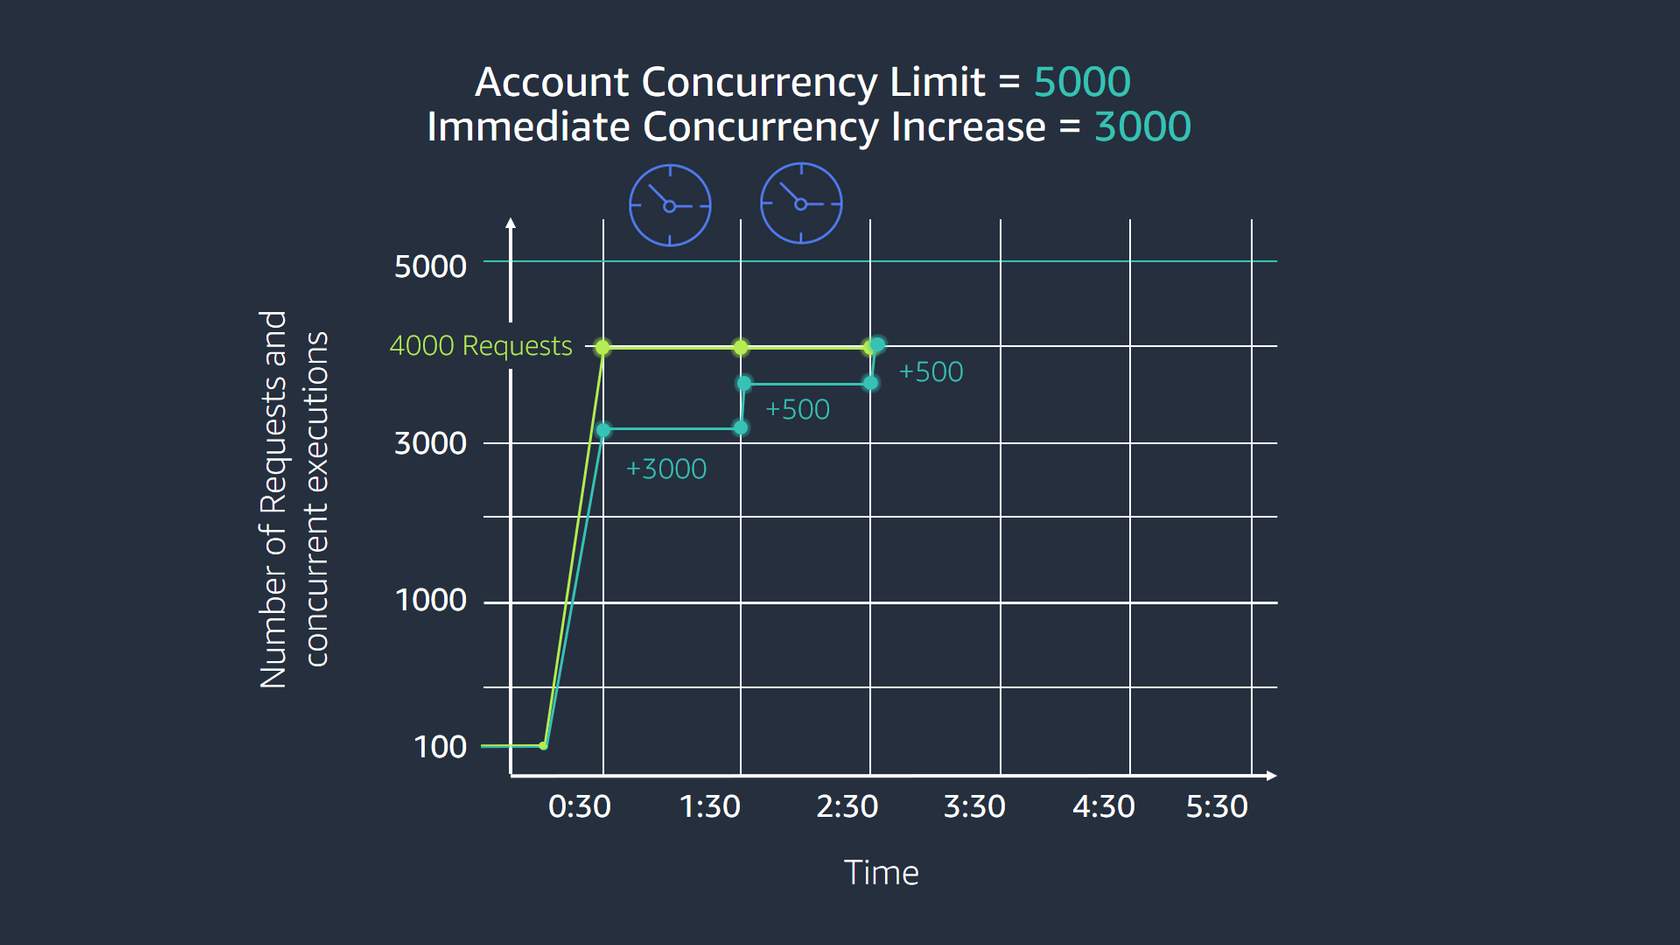 Account Concurrency Limit = 5000
Immediate Concurrency Increase = 3000
Number of Requests and
concurrent executions
5000
4000 Requests
+500
+500
3000
+3000
1000
100
0:30 1:30 2:30 3:30 4:30 5:30
Time